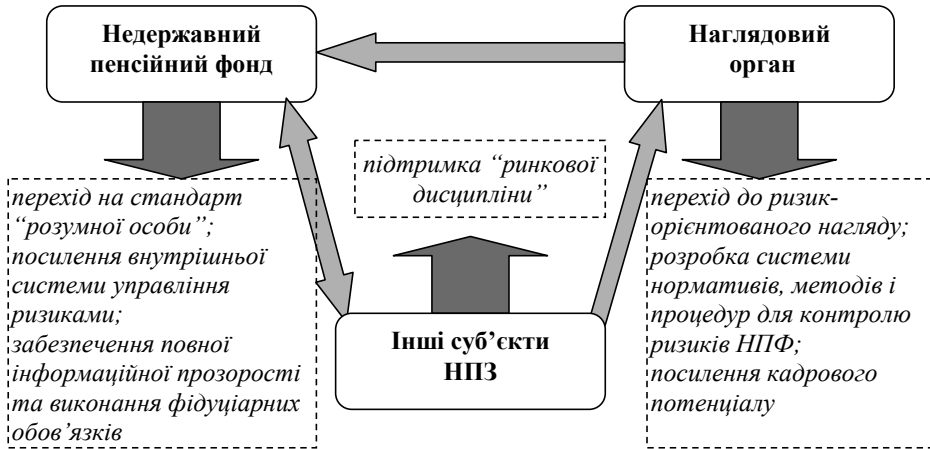 Недержавний
пенсійний фонд
Наглядовий
орган
підтримка “ринкової
дисципліни”
перехід на стандарт
“розумної особи”;
посилення внутрішньої
системи управління
ризиками;
забезпечення повної
інформаційної прозорості
та виконання фідуціарних
обов’язків
Інші суб’єкти
НПЗ
перехід до ризик-
орієнтованого нагляду;
розробка системи
нормативів, методів і
процедур для контролю
ризиків НПФ;
посилення кадрового
потенціалу